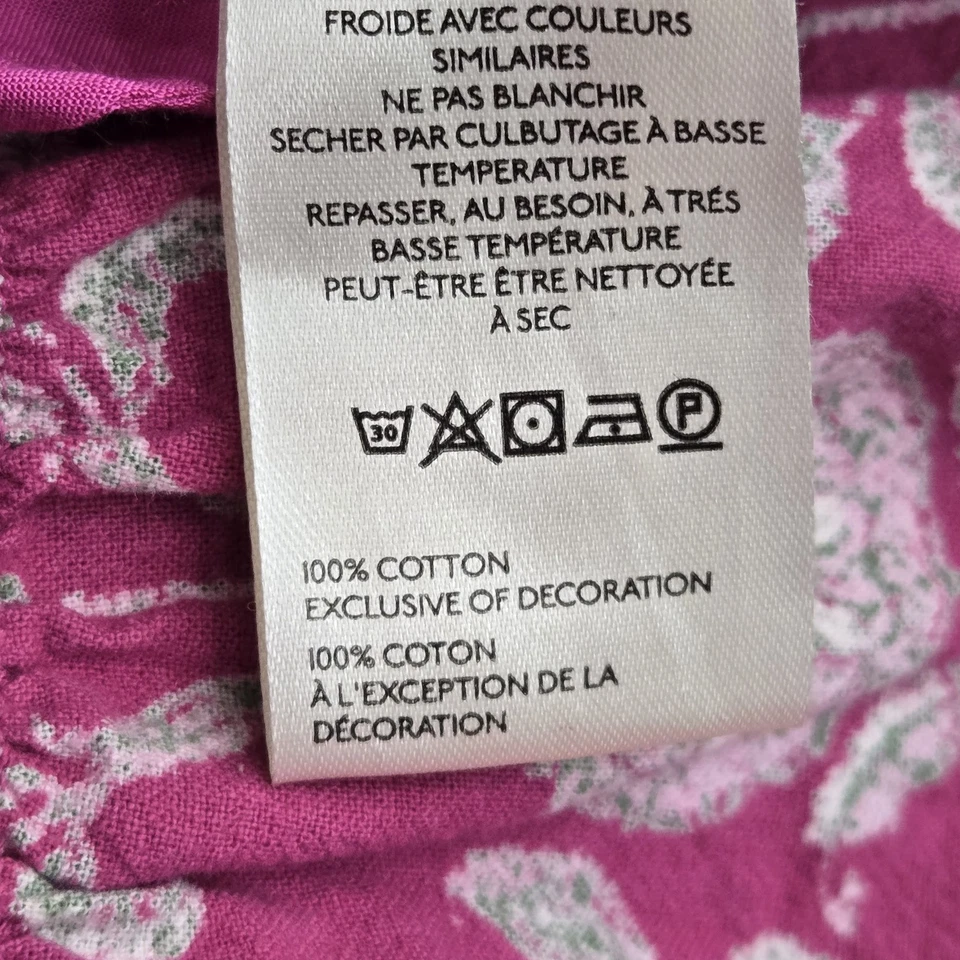 FROIDE AVEC COULEURS
SIMILAIRES
NE PAS BLANCHIR
SECHER PAR CULBUTAGE À BASSE
TEMPERATURE
REPASSER, AU BESOIN, À TRÉS
BASSE TEMPÉRATURE
PEUT-ÊTRE ÊTRE NETTOYÉE
À SEC
30 P
100% COTTON
EXCLUSIVE OF DECORATION
100% COTON
À L'EXCEPTION DE LA
DÉCORATION